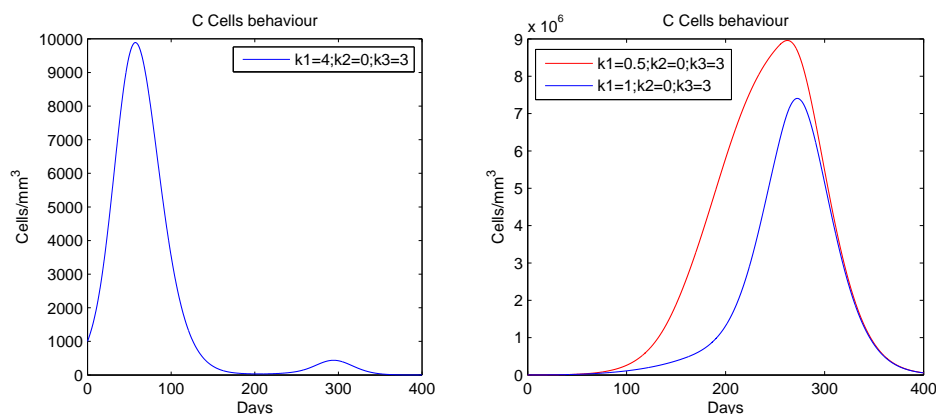 C Cells behaviour
10000
9000
8000
7000
6000
5000
4000
3000
2000
1000
0
Cells/mm³
k1=4;k2=0;k3=3
0 100 200 300 400
Days
C Cells behaviour
x 10⁶
9
8
7
6
5
4
3
2
1
0
Cells/mm³
k1=0.5;k2=0;k3=3
k1=1;k2=0;k3=3
0 100 200 300 400
Days